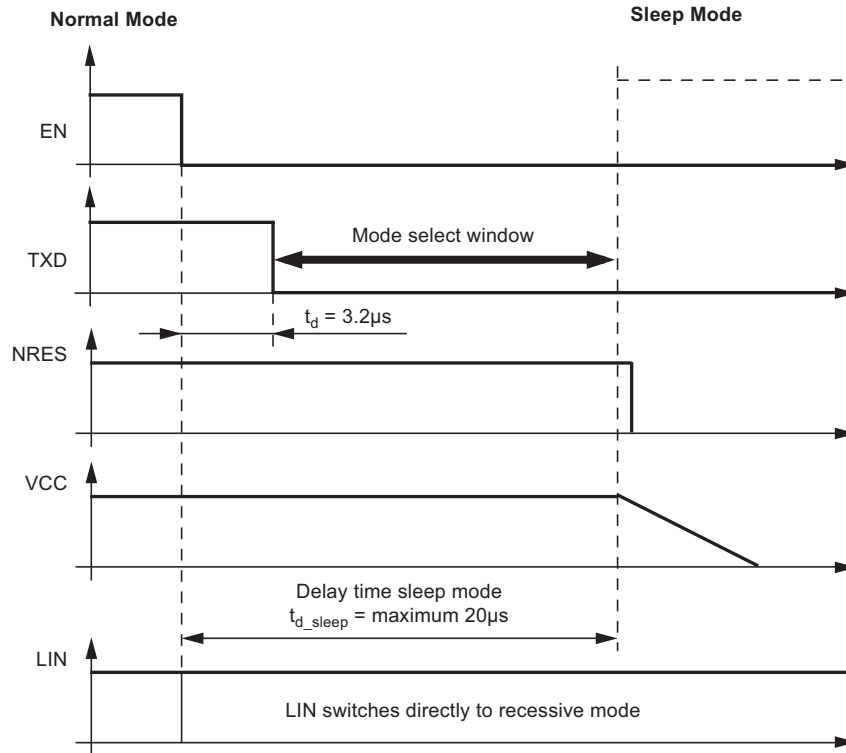 Normal Mode
Sleep Mode
EN
TXD
Mode select window
t_d = 3.2µs
NRES
VCC
Delay time sleep mode
t_d_sleep = maximum 20µs
LIN
LIN switches directly to recessive mode